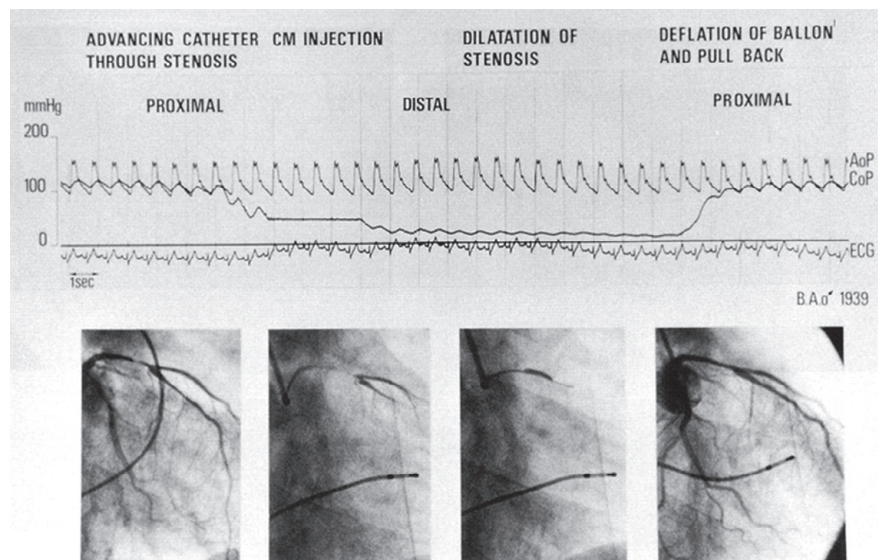 ADVANCING CATHETER CM INJECTION
THROUGH STENOSIS
DILATATION OF
STENOSIS
DEFLATION OF BALLON'
AND PULL BACK
mmHg
PROXIMAL
DISTAL
PROXIMAL
200
100
0
AoP
CoP
ECG
1sec
B.A.♂ 1939